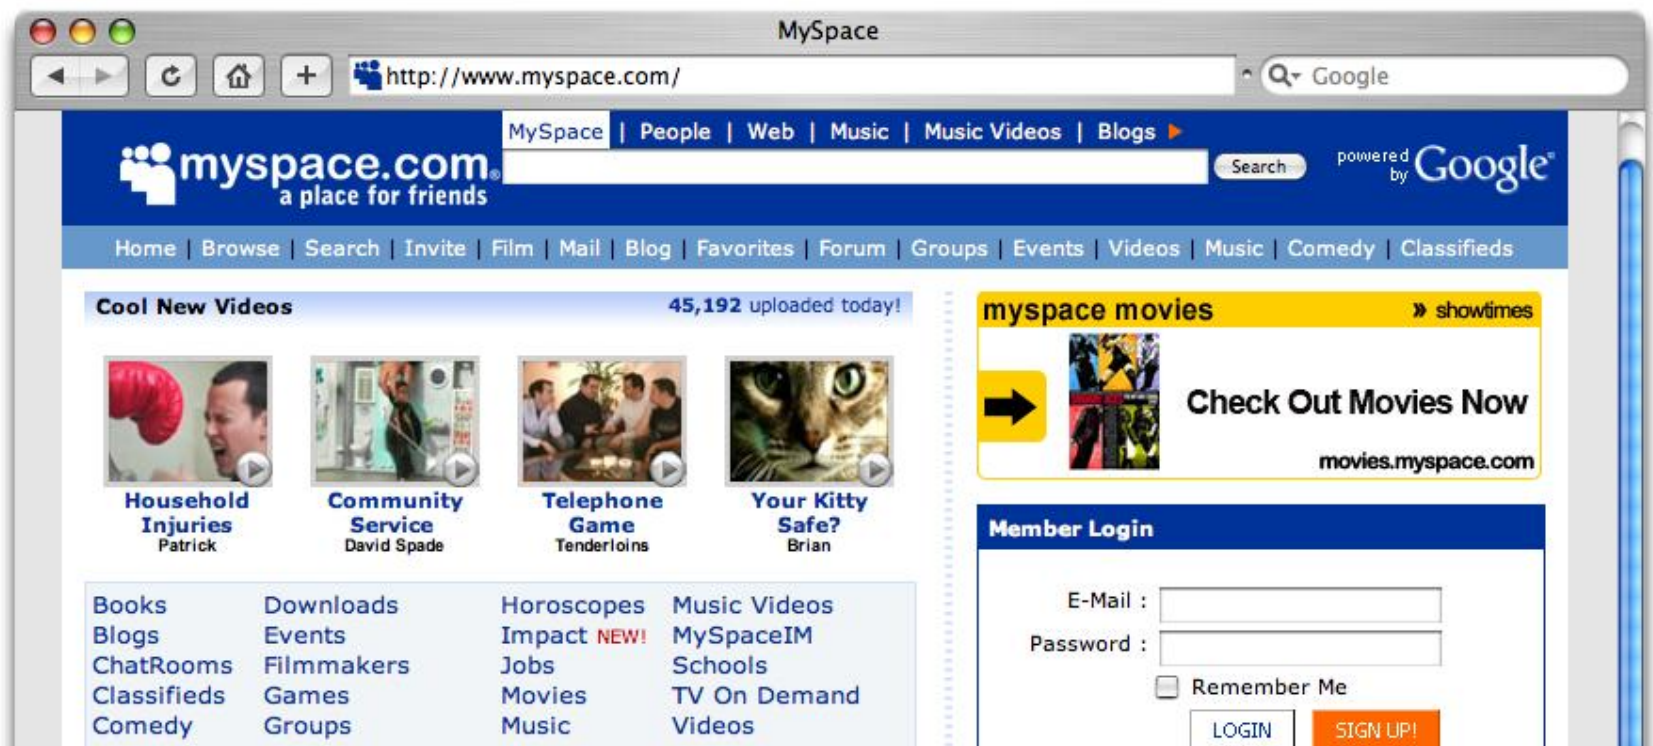 MySpace
http://www.myspace.com/
Google
MySpace | People | Web | Music | Music Videos | Blogs
myspace.com®
a place for friends
Search
powered by Google
Home | Browse | Search | Invite | Film | Mail | Blog | Favorites | Forum | Groups | Events | Videos | Music | Comedy | Classifieds
Cool New Videos
45,192 uploaded today!
Household
Injuries
Patrick
Community
Service
David Spade
Telephone
Game
Tenderloins
Your Kitty
Safe?
Brian
Books Downloads Horoscopes Music Videos
Blogs Events Impact NEW! MySpaceIM
ChatRooms Filmmakers Jobs Schools
Classifieds Games Movies TV On Demand
Comedy Groups Music Videos
myspace movies
» showtimes
Check Out Movies Now
movies.myspace.com
Member Login
E-Mail :
Password :
Remember Me
LOGIN SIGN UP!